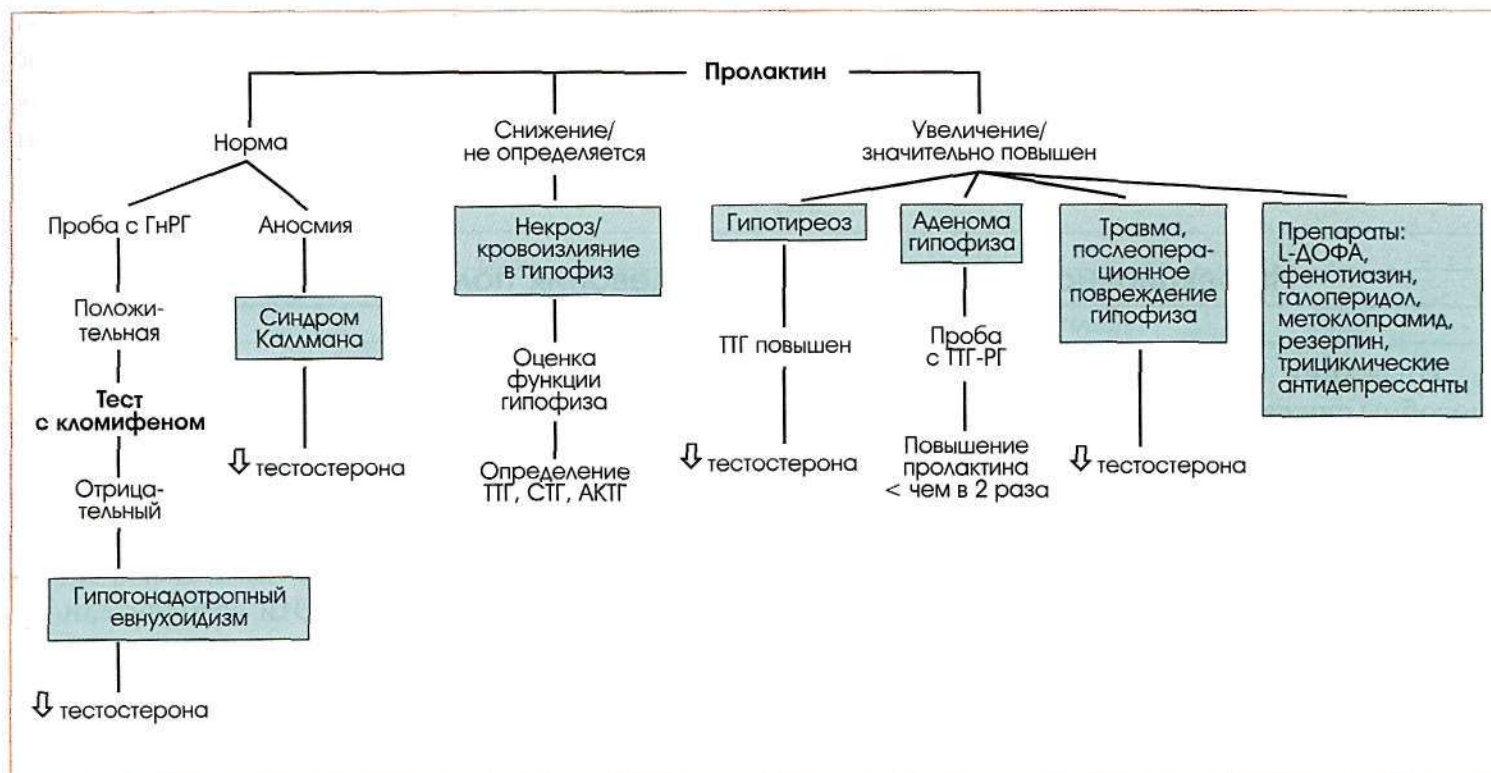 Пролактин
Норма
Проба с ГнРГ
Положи-
тельная
Тест
с кломифеном
Отрица-
тельный
Гипогонадотропный
евнухоидизм
⇩ тестостерона
Аносмия
Синдром
Каллмана
⇩ тестостерона
Снижение/
не определяется
Некроз/
кровоизлияние
в гипофиз
Оценка
функции
гипофиза
Определение
ТТГ, СТГ, АКТГ
Увеличение/
значительно повышен
Гипотиреоз
ТТГ повышен
⇩ тестостерона
Аденома
гипофиза
Проба
с ТТГ-РГ
Повышение
пролактина
< чем в 2 раза
Травма,
послеопера-
ционное
повреждение
гипофиза
⇩ тестостерона
Препараты:
L-ДОФА,
фенотиазин,
галоперидол,
метоклопрамид,
резерпин,
трициклические
антидепрессанты